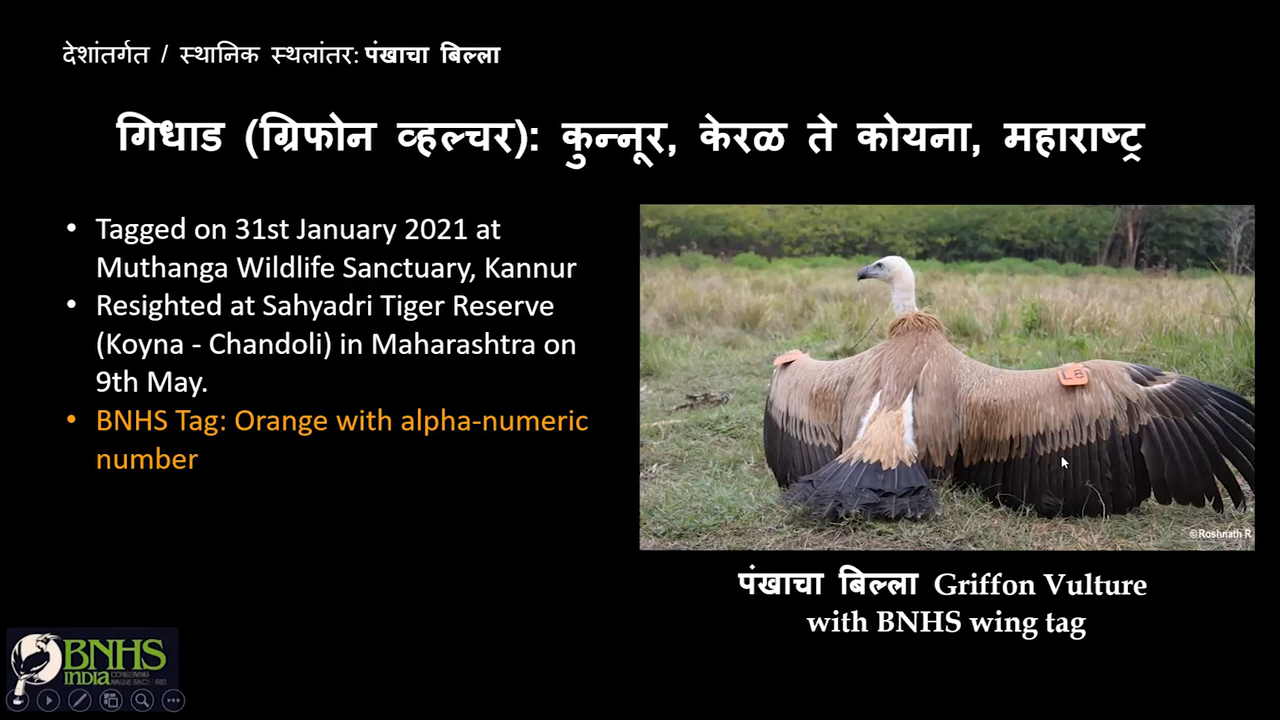 देशांतर्गत / स्थानिक स्थलांतर: पंखाचा बिल्ला
गिधाड (ग्रिफोन व्हल्चर): कुन्नूर, केरळ ते कोयना, महाराष्ट्र
• Tagged on 31st January 2021 at
Muthanga Wildlife Sanctuary, Kannur
• Resighted at Sahyadri Tiger Reserve
(Koyna - Chandoli) in Maharashtra on
9th May.
• BNHS Tag: Orange with alpha-numeric
number
L8
©Roshnath R
पंखाचा बिल्ला Griffon Vulture
with BNHS wing tag
BNHS
INDIA